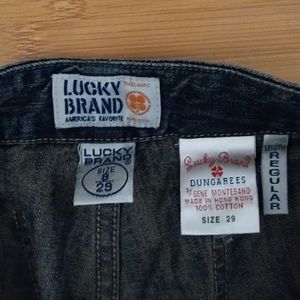 LUCKY
BRAND
AMERICA'S FAVORITE
LUCKY
BRAND
SIZE
8
29
Lucky Brand
DUNGAREES
by GENE MONTESANO
MADE IN HONG KONG
100% COTTON
SIZE 29
LENGTH
REGULAR